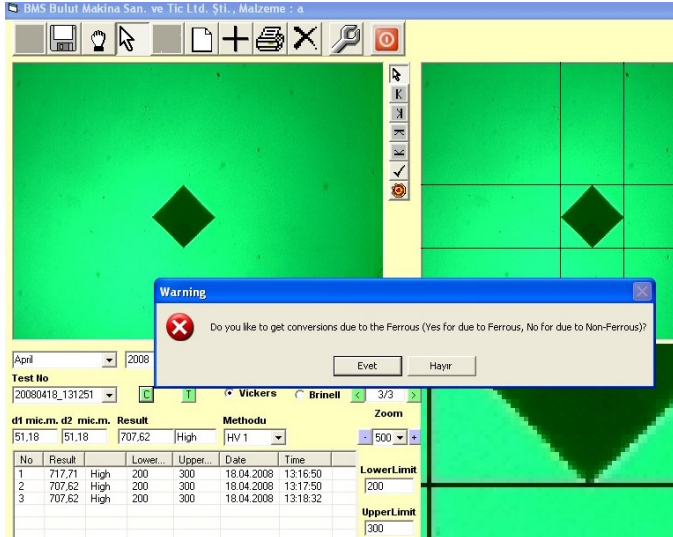 BMS Bulut Makina San. ve Tic Ltd. Şti. , Malzeme : a
K
K
K
K
Warning
Do you like to get conversions due to the Ferrous (Yes for due to Ferrous, No for due to Non-Ferrous)?
Evet Hayır
April 2008
Test No
20080418_131251 C T Vickers Brinell < 3/3 >
d1 mic.m. d2 mic.m. Result Methodu Zoom
51,18 51,18 707,62 High HV 1 - 500 +
No Result Lower... Upper... Date Time
1 717,71 High 200 300 18.04.2008 13:16:50
2 707,62 High 200 300 18.04.2008 13:17:50
3 707,62 High 200 300 18.04.2008 13:18:32
LowerLimit
200
UpperLimit
300